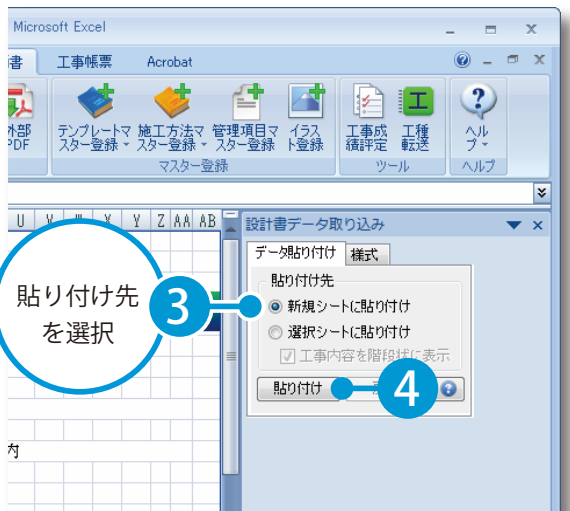 Microsoft Excel
書 工事帳票 Acrobat
外部 テンプレートマ 施工方法マ 管理項目マ イラス 工事成 工種 ヘル
PDF スター登録 スター登録 スター登録 ト登録 績評定 転送 プ
マスター登録 ツール ヘルプ
U V W X Y Z AA AB
設計書データ取り込み
データ貼り付け 様式
貼り付け先
新規シートに貼り付け
選択シートに貼り付け
工事内容を階段状に表示
貼り付け
貼り付け先
を選択
3
4
内